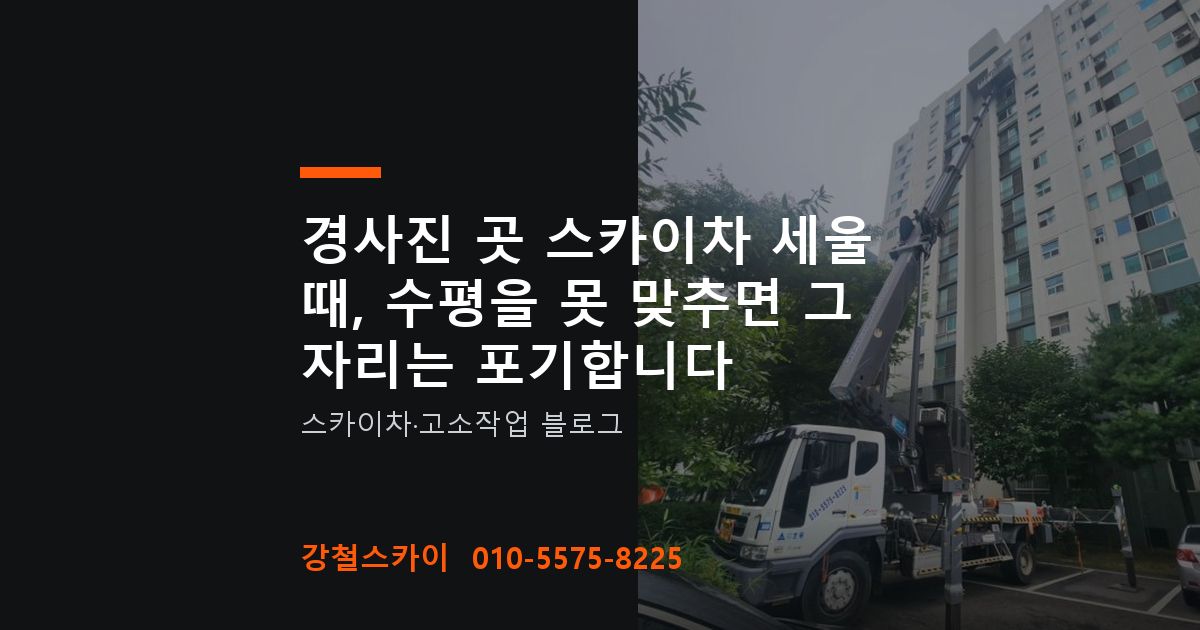 경사진 곳 스카이차 세울
때, 수평을 못 맞추면 그
자리는 포기합니다
스카이차·고소작업 블로그
강철스카이 010-5575-8225